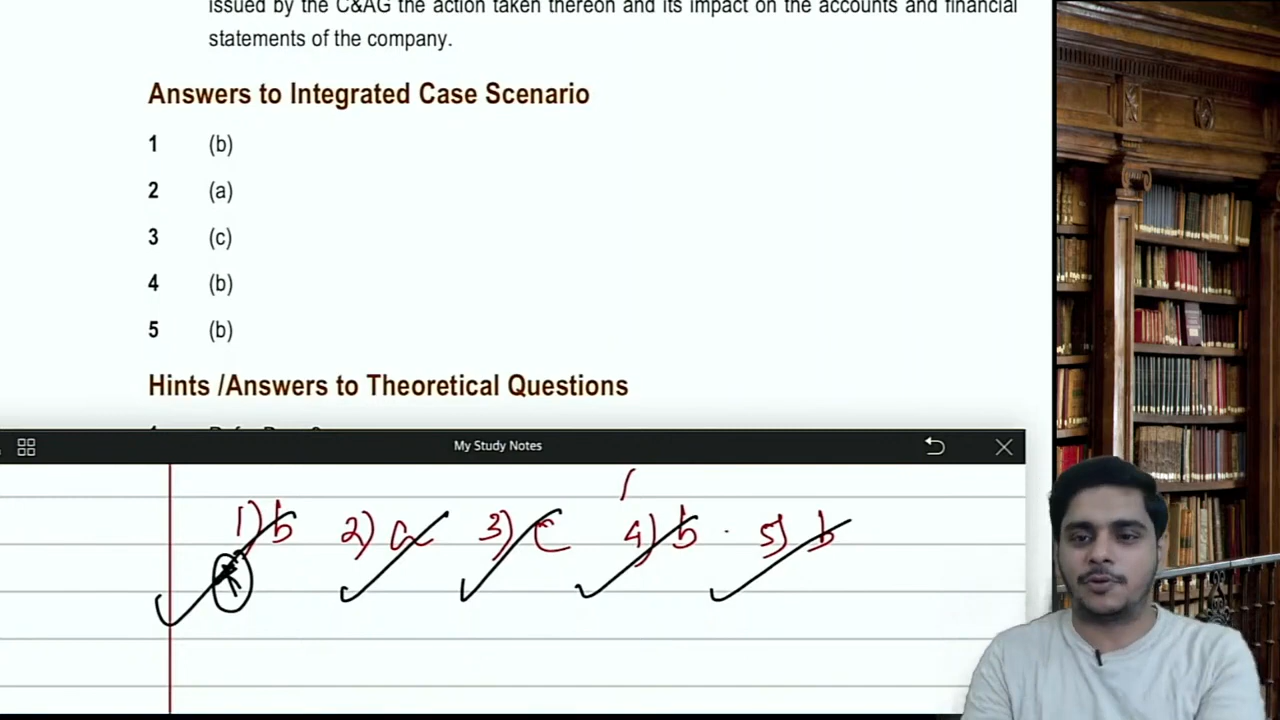 issued by the C&AG the action taken thereon and its impact on the accounts and financial
statements of the company.
Answers to Integrated Case Scenario
1 (b)
2 (a)
3 (c)
4 (b)
5 (b)
Hints /Answers to Theoretical Questions
My Study Notes
1) b 2) a 3) c 4) b . 5) b